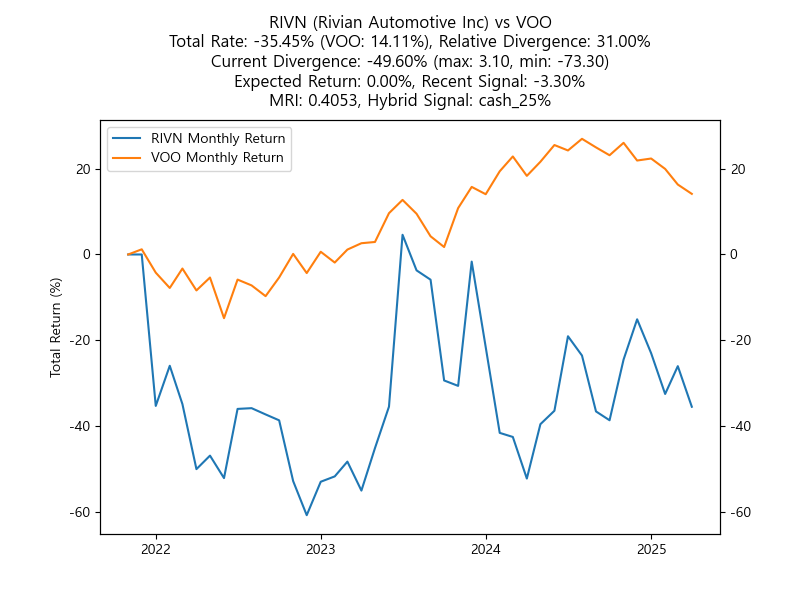 RIVN (Rivian Automotive Inc) vs VOO
Total Rate: -35.45% (VOO: 14.11%), Relative Divergence: 31.00%
Current Divergence: -49.60% (max: 3.10, min: -73.30)
Expected Return: 0.00%, Recent Signal: -3.30%
MRI: 0.4053, Hybrid Signal: cash_25%
RIVN Monthly Return
VOO Monthly Return
Total Return (%)
20
0
-20
-40
-60
20
0
-20
-40
-60
2022
2023
2024
2025